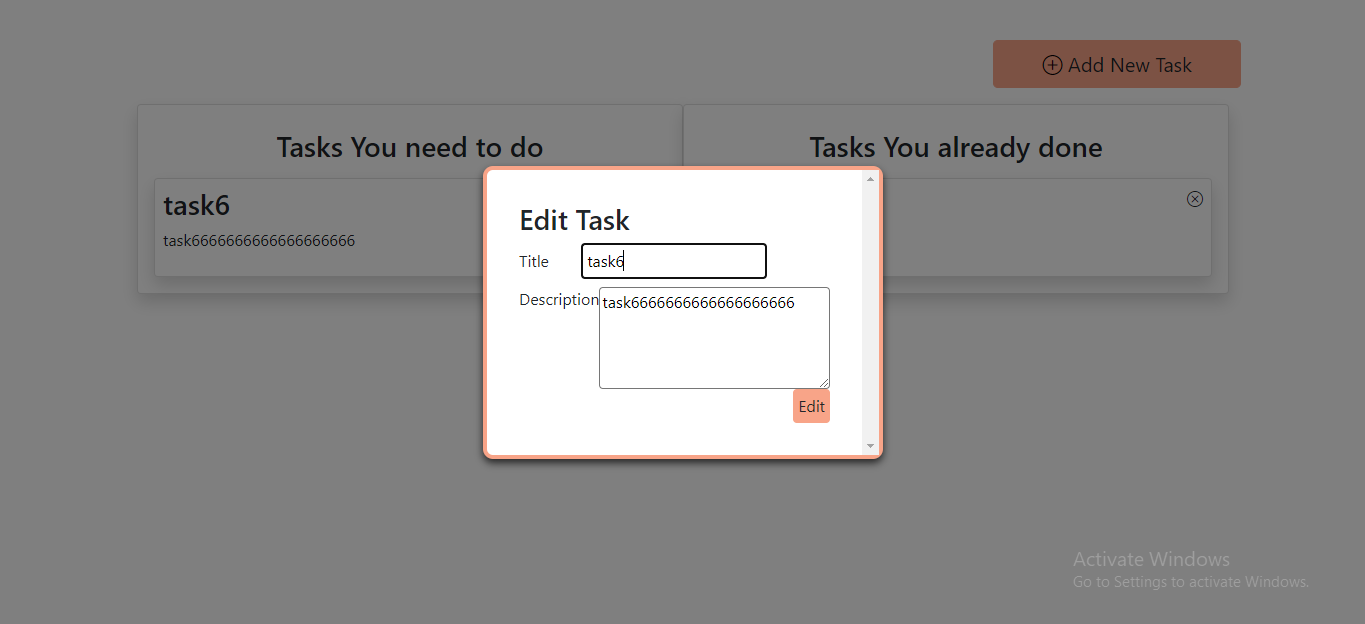 Add New Task
Tasks You need to do
Tasks You already done
task6
task6666666666666666666
Edit Task
Title
task6
Description
task6666666666666666666
Edit
Activate Windows
Go to Settings to activate Windows.